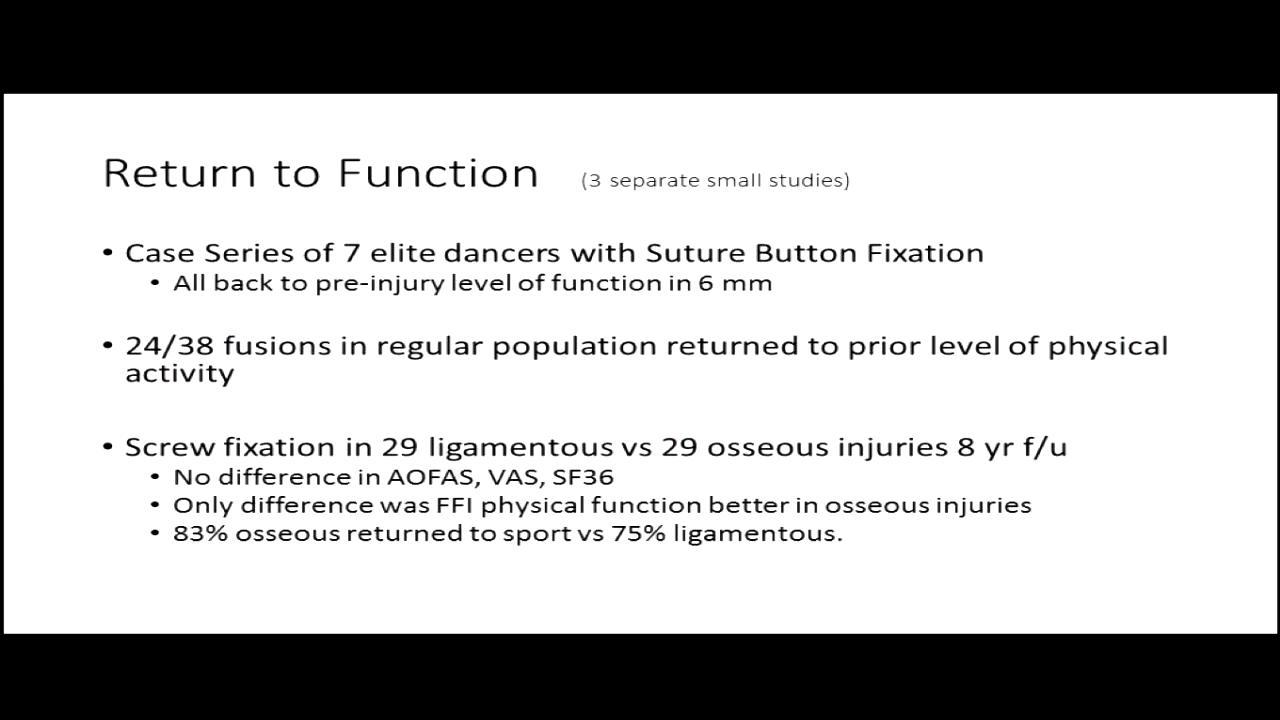 Return to Function (3 separate small studies)
• Case Series of 7 elite dancers with Suture Button Fixation
• All back to pre-injury level of function in 6 mm
• 24/38 fusions in regular population returned to prior level of physical
activity
• Screw fixation in 29 ligamentous vs 29 osseous injuries 8 yr f/u
• No difference in AOFAS, VAS, SF36
• Only difference was FFI physical function better in osseous injuries
• 83% osseous returned to sport vs 75% ligamentous.